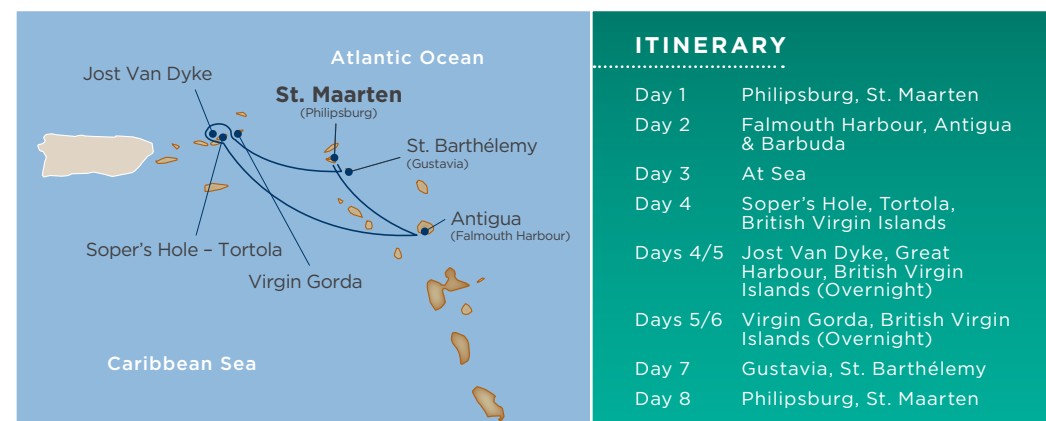 Atlantic Ocean
Jost Van Dyke
St. Maarten
(Philipsburg)
St. Barthélemy
(Gustavia)
Antigua
(Falmouth Harbour)
Soper's Hole – Tortola
Virgin Gorda
Caribbean Sea
ITINERARY
Day 1 Philipsburg, St. Maarten
Day 2 Falmouth Harbour, Antigua
& Barbuda
Day 3 At Sea
Day 4 Soper's Hole, Tortola,
British Virgin Islands
Days 4/5 Jost Van Dyke, Great
Harbour, British Virgin
Islands (Overnight)
Days 5/6 Virgin Gorda, British Virgin
Islands (Overnight)
Day 7 Gustavia, St. Barthélemy
Day 8 Philipsburg, St. Maarten